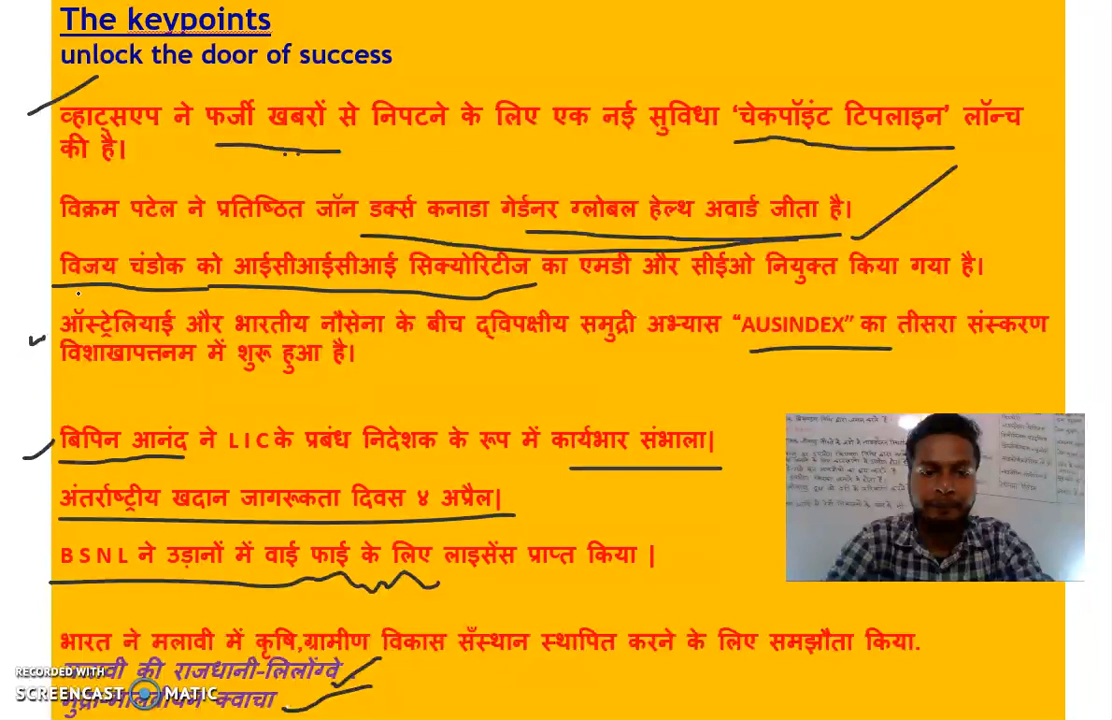 The keypoints
unlock the door of success
व्हाट्सएप ने फर्जी खबरों से निपटने के लिए एक नई सुविधा ‘चेकपॉइंट टिपलाइन’ लॉन्च
की है।
विक्रम पटेल ने प्रतिष्ठित जॉन डर्क्स कनाडा गेर्डनर ग्लोबल हेल्थ अवार्ड जीता है।
विजय चंडोक को आईसीआईसीआई सिक्योरिटीज का एमडी और सीईओ नियुक्त किया गया है।
ऑस्ट्रेलियाई और भारतीय नौसेना के बीच द्विपक्षीय समुद्री अभ्यास “AUSINDEX” का तीसरा संस्करण
विशाखापत्तनम में शुरू हुआ है।
बिपिन आनंद ने LIC के प्रबंध निदेशक के रूप में कार्यभार संभाला|
अंतर्राष्ट्रीय खदान जागरूकता दिवस ४ अप्रैल|
BSNL ने उड़ानों में वाई फाई के लिए लाइसेंस प्राप्त किया |
भारत ने मलावी में कृषि,ग्रामीण विकास सँस्थान स्थापित करने के लिए समझौता किया.
की राजधानी-लिलोंग्वे
RECORDED WITH
SCREENCAST MATIC
क्वाचा